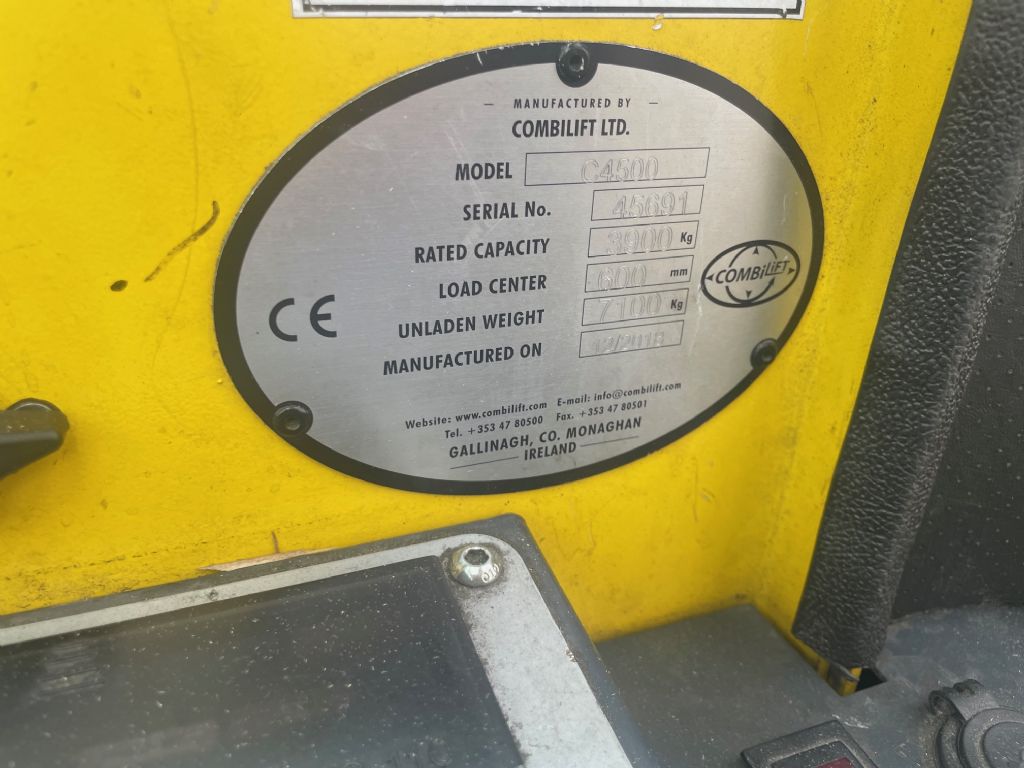 MANUFACTURED BY
COMBILIFT LTD.
MODEL C4500
SERIAL No. 45691
RATED CAPACITY 3900 Kg
LOAD CENTER 600 mm
UNLADEN WEIGHT 7100 Kg
MANUFACTURED ON 12/2018
CE
COMBiLiFT
Website: www.combilift.com E-mail: info@combilift.com
Tel. +353 47 80500 Fax. +353 47 80501
GALLINAGH, CO. MONAGHAN
IRELAND